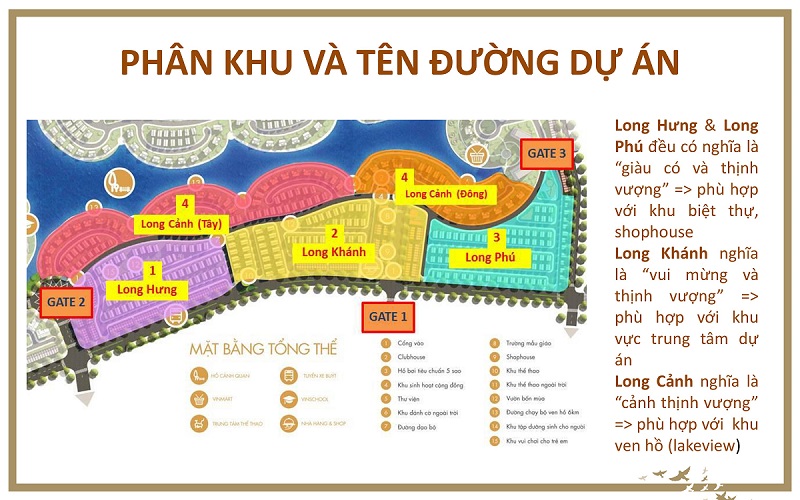 PHÂN KHU VÀ TÊN ĐƯỜNG DỰ ÁN
GATE 3
4
Long Cảnh (Đông)
4
Long Cảnh (Tây)
2
Long Khánh
3
Long Phú
1
Long Hưng
GATE 2
GATE 1
MẶT BẰNG TỔNG THỂ
HỒ CẢNH QUAN
TUYẾN XE BUÝT
VINMART
VINSCHOOL
TRUNG TÂM THỂ THAO
NHÀ HÀNG & SHOP
1 Cổng vào
2 Clubhouse
3 Hồ bơi tiêu chuẩn 5 sao
4 Khu sinh hoạt cộng đồng
5 Thư viện
6 Khu đánh cờ ngoài trời
7 Đường dạo bộ
8 Trường mẫu giáo
9 Shophouse
10 Khu thể thao
11 Khu thể thao ngoài trời
12 Vườn bốn mùa
13 Đường chạy bộ ven hồ 6km
14 Khu tập dưỡng sinh cho người
15 Khu vui chơi cho trẻ em
Long Hưng & Long
Phú đều có nghĩa là
“giàu có và thịnh
vượng” => phù hợp
với khu biệt thự,
shophouse
Long Khánh nghĩa
là “vui mừng và
thịnh vượng” =>
phù hợp với khu
vực trung tâm dự
án
Long Cảnh nghĩa là
“cảnh thịnh vượng”
=> phù hợp với khu
ven hồ (lakeview)